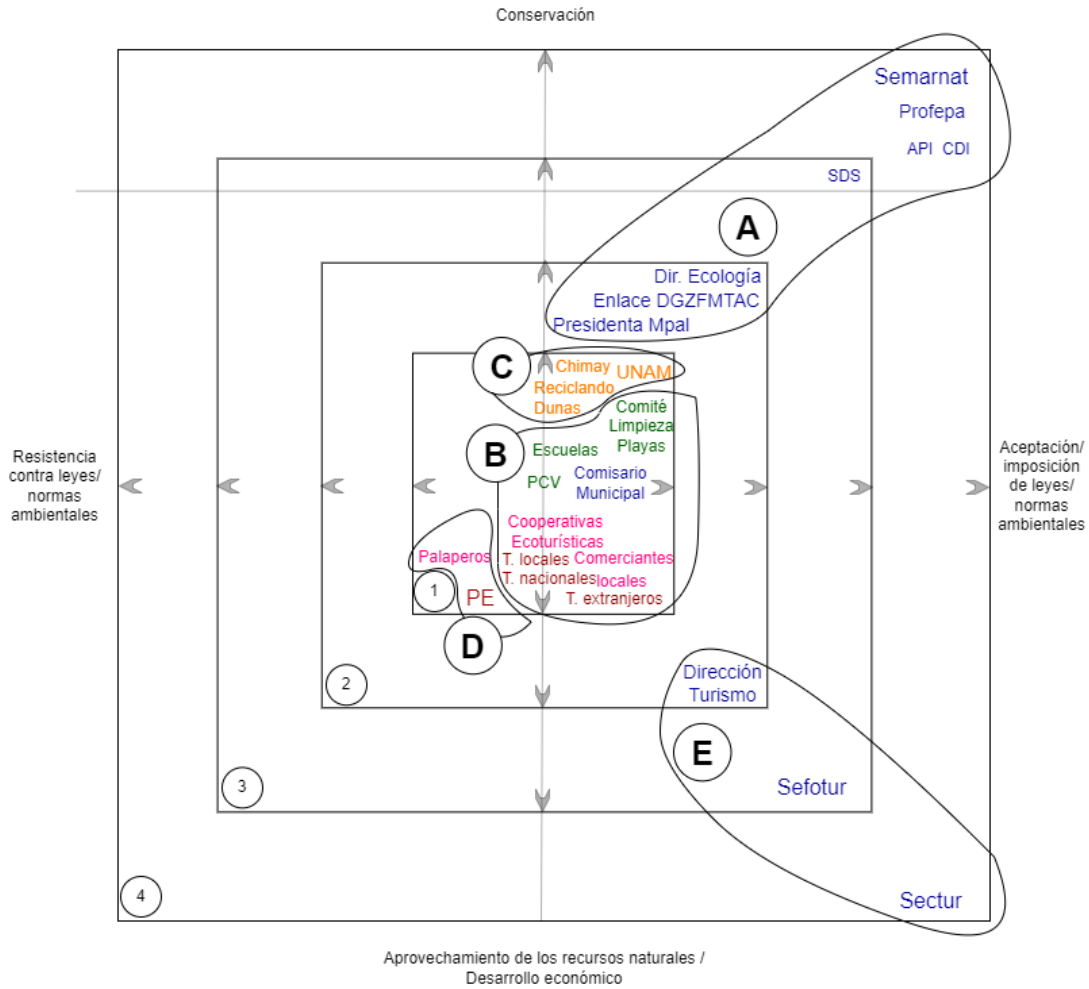 Conservación
Semarnat
Profepa
API CDI
SDS
A
Dir. Ecología
Enlace DGZFMTAC
Presidenta Mpal
C
Chimay
UNAM
Reciclando
Dunas
Comité
Limpieza
Playas
B
Escuelas
PCV
Comisario
Municipal
Resistencia
contra leyes/
normas
ambientales
Aceptación/
imposición
de leyes/
normas
ambientales
Cooperativas
Ecoturísticas
Palaperos
T. locales
Comerciantes
T. nacionales
locales
T. extranjeros
PE
1
D
2
Dirección
Turismo
E
3
Sefotur
4
Sectur
Aprovechamiento de los recursos naturales /
Desarrollo económico